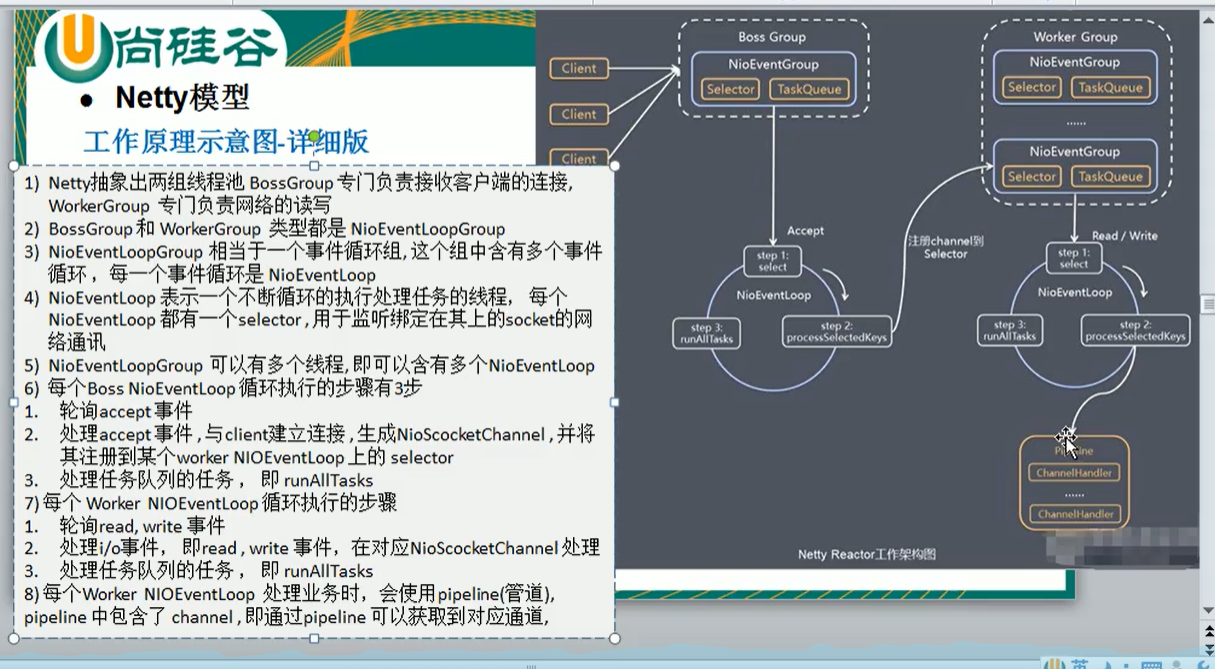 尚硅谷
● Netty模型
工作原理示意图-详细版
1) Netty抽象出两组线程池 BossGroup 专门负责接收客户端的连接,
WorkerGroup 专门负责网络的读写
2) BossGroup 和 WorkerGroup 类型都是 NioEventLoopGroup
3) NioEventLoopGroup 相当于一个事件循环组, 这个组中含有多个事件
循环 ，每一个事件循环是 NioEventLoop
4) NioEventLoop 表示一个不断循环的执行处理任务的线程， 每个
NioEventLoop 都有一个selector , 用于监听绑定在其上的socket的网
络通讯
5) NioEventLoopGroup 可以有多个线程, 即可以含有多个NioEventLoop
6) 每个Boss NioEventLoop 循环执行的步骤有3步
1. 轮询accept 事件
2. 处理accept 事件 , 与client建立连接 , 生成NioScocketChannel , 并将
其注册到某个worker NIOEventLoop 上的 selector
3. 处理任务队列的任务 ， 即 runAllTasks
7) 每个 Worker NIOEventLoop 循环执行的步骤
1. 轮询read, write 事件
2. 处理i/o事件， 即read , write 事件，在对应NioScocketChannel 处理
3. 处理任务队列的任务 ， 即 runAllTasks
8) 每个Worker NIOEventLoop 处理业务时，会使用pipeline(管道),
pipeline 中包含了 channel , 即通过pipeline 可以获取到对应通道,
Client
Client
Client
Boss Group
NioEventGroup
Selector TaskQueue
Accept
step 1:
select
NioEventLoop
step 3:
runAllTasks
step 2:
processSelectedKeys
注册channel到
Selector
Worker Group
NioEventGroup
Selector TaskQueue
......
NioEventGroup
Selector TaskQueue
Read / Write
step 1:
select
NioEventLoop
step 3:
runAllTasks
step 2:
processSelectedKeys
ChannelHandler
......
ChannelHandler
Netty Reactor工作架构图
英